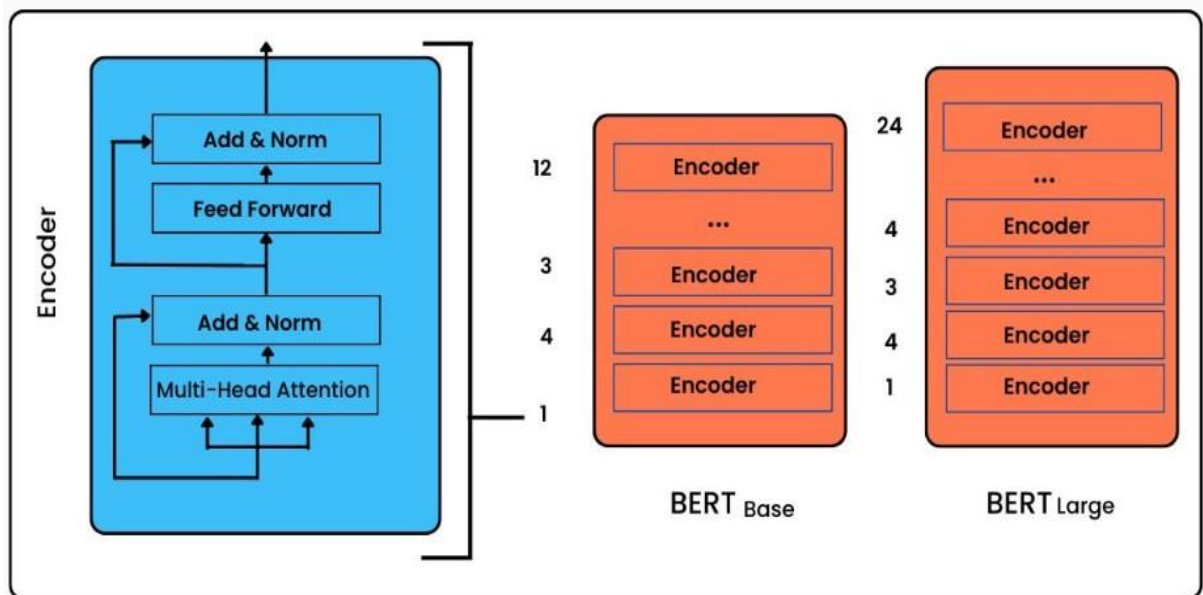 Encoder
Add & Norm
Feed Forward
Add & Norm
Multi-Head Attention
12
3
4
1
Encoder
...
Encoder
Encoder
Encoder
BERT Base
24
4
3
4
1
Encoder
...
Encoder
Encoder
Encoder
Encoder
BERT Large